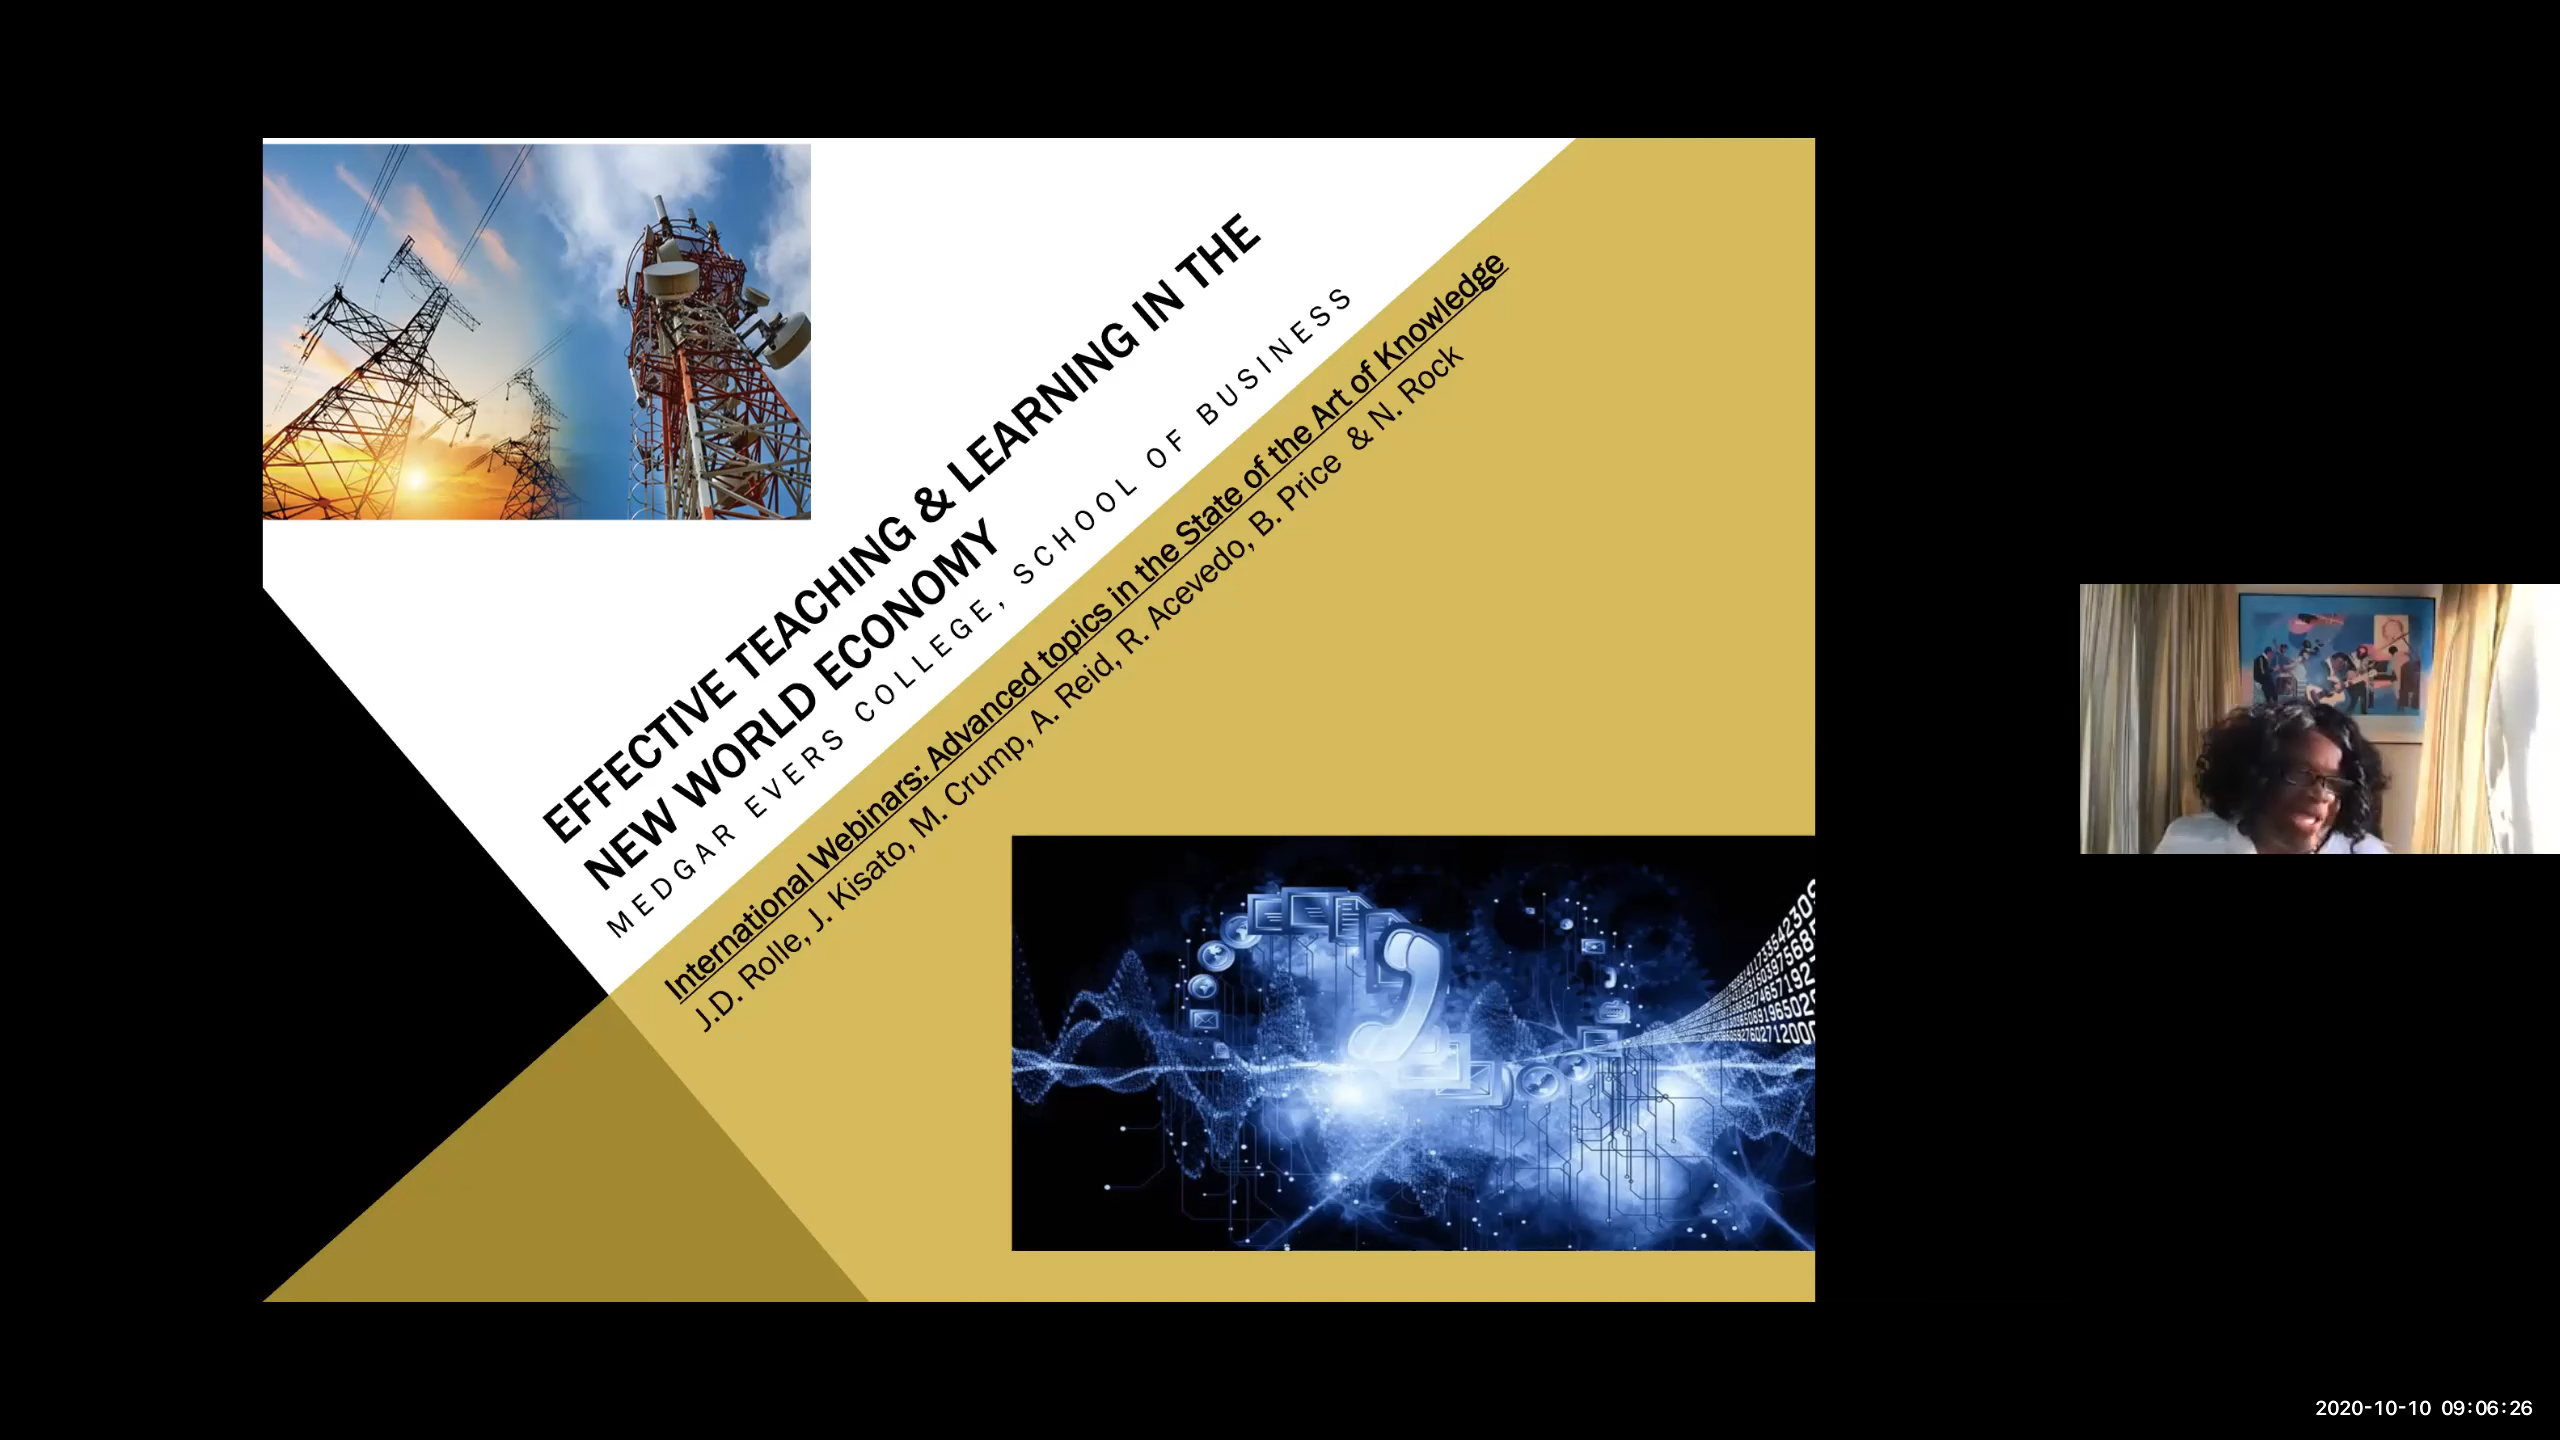 EFFECTIVE TEACHING & LEARNING IN THE
NEW WORLD ECONOMY
MEDGAR EVERS COLLEGE, SCHOOL OF BUSINESS
International Webinars: Advanced topics in the State of the Art of Knowledge
J.D. Rolle, J. Kisato, M. Crump, A. Reid, R. Acevedo, B. Price & N. Rock
2020-10-10 09:06:26